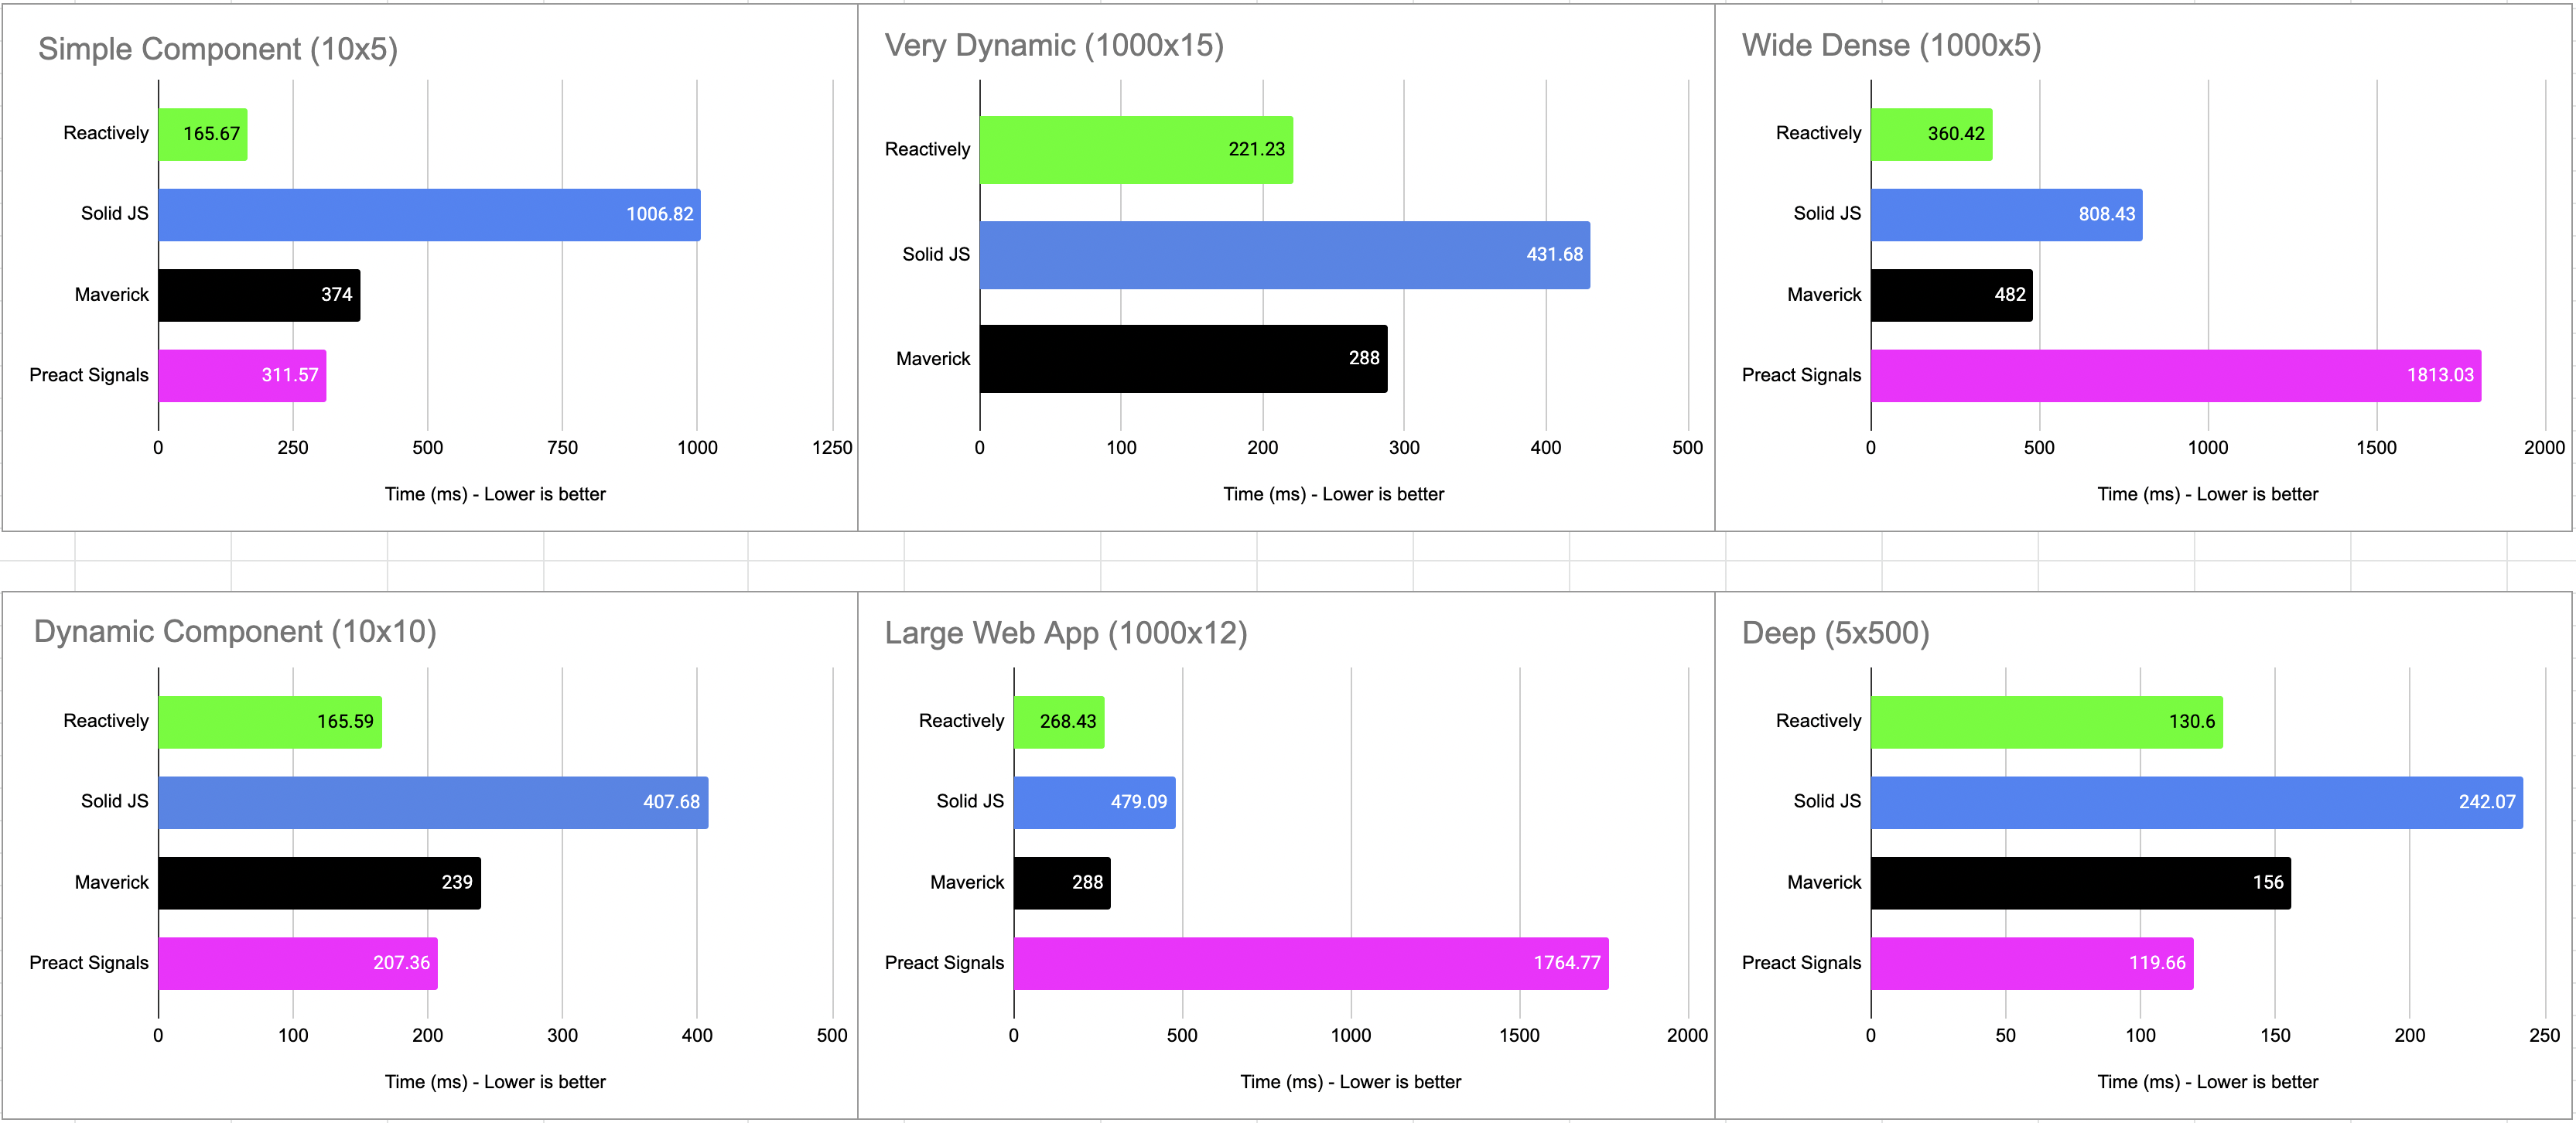 Simple Component (10x5)
Reactively
165.67
Solid JS
1006.82
Maverick
374
Preact Signals
311.57
0 250 500 750 1000 1250
Time (ms) - Lower is better
Very Dynamic (1000x15)
Reactively
221.23
Solid JS
431.68
Maverick
288
0 100 200 300 400 500
Time (ms) - Lower is better
Wide Dense (1000x5)
Reactively
360.42
Solid JS
808.43
Maverick
482
Preact Signals
1813.03
0 500 1000 1500 2000
Time (ms) - Lower is better
Dynamic Component (10x10)
Reactively
165.59
Solid JS
407.68
Maverick
239
Preact Signals
207.36
0 100 200 300 400 500
Time (ms) - Lower is better
Large Web App (1000x12)
Reactively
268.43
Solid JS
479.09
Maverick
288
Preact Signals
1764.77
0 500 1000 1500 2000
Time (ms) - Lower is better
Deep (5x500)
Reactively
130.6
Solid JS
242.07
Maverick
156
Preact Signals
119.66
0 50 100 150 200 250
Time (ms) - Lower is better